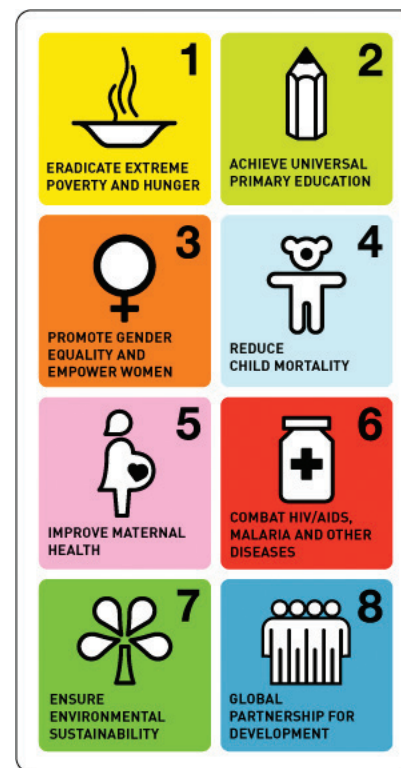 1
ERADICATE EXTREME
POVERTY AND HUNGER
2
ACHIEVE UNIVERSAL
PRIMARY EDUCATION
3
PROMOTE GENDER
EQUALITY AND
EMPOWER WOMEN
4
REDUCE
CHILD MORTALITY
5
IMPROVE MATERNAL
HEALTH
6
COMBAT HIV/AIDS,
MALARIA AND OTHER
DISEASES
7
ENSURE
ENVIRONMENTAL
SUSTAINABILITY
8
GLOBAL
PARTNERSHIP FOR
DEVELOPMENT